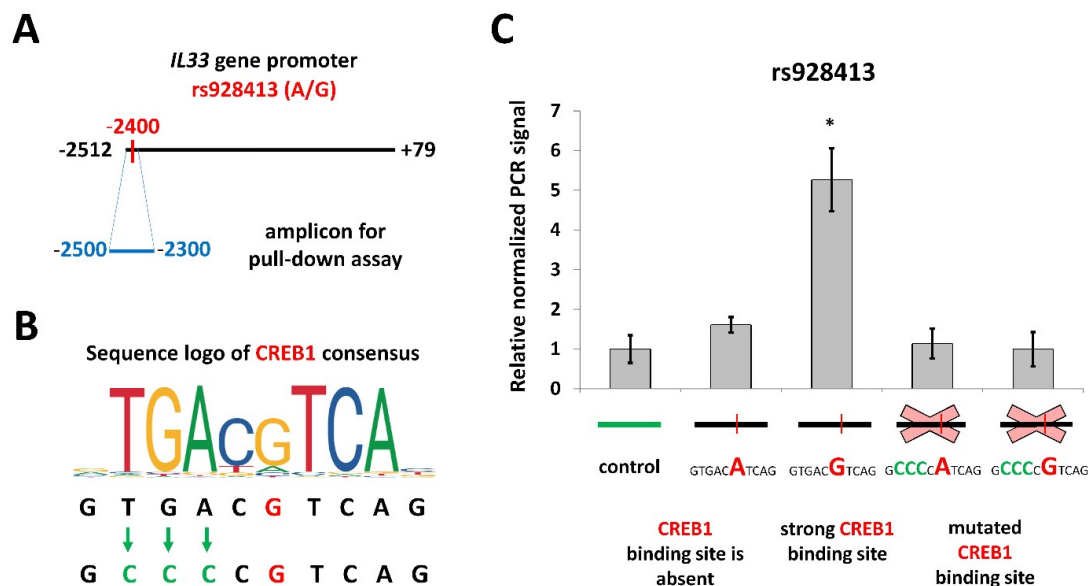 A
IL33 gene promoter
rs928413 (A/G)
-2400
-2512
+79
-2500
-2300
amplicon for
pull-down assay
B
Sequence logo of CREB1 consensus
TGACGTCA
G T G A C G T C A G
G C C C C G T C A G
C
rs928413
Relative normalized PCR signal
7
6
5
4
3
2
1
0
*
control
GTGACATCAG
GTGACGTCAG
GCCCCATCAG
GCCCCGTCAG
CREB1
binding site is
absent
strong CREB1
binding site
mutated
CREB1
binding site